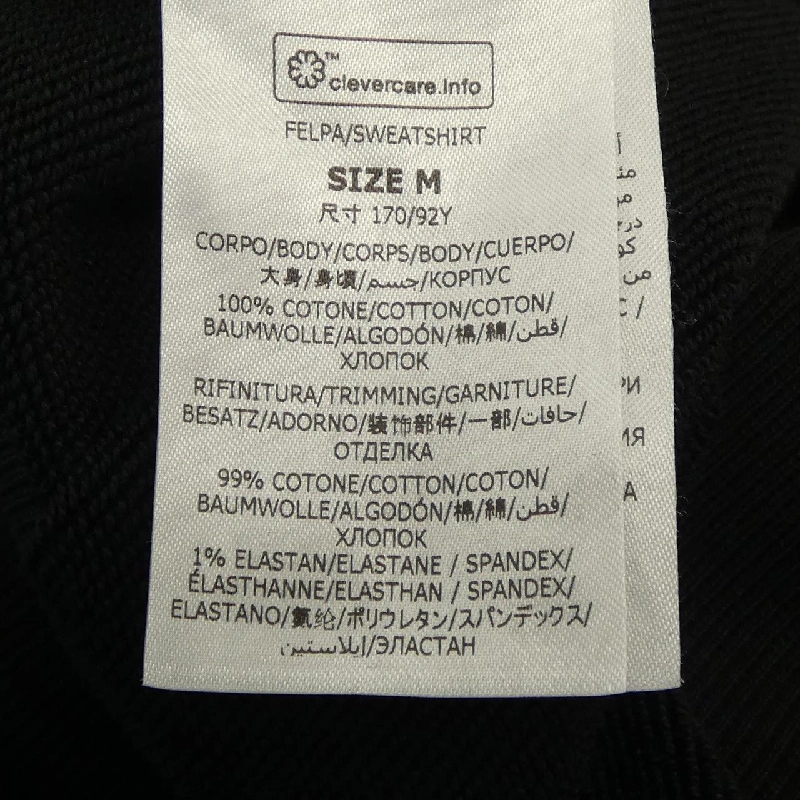 ™
clevercare.info
FELPA/SWEATSHIRT
SIZE M
尺寸 170/92Y
CORPO/BODY/CORPS/BODY/CUERPO/
大身/身頃/جسم/КОРПУС
100% COTONE/COTTON/COTON/
BAUMWOLLE/ALGODÓN/棉/綿/قطن/
ХЛОПОК
RIFINITURA/TRIMMING/GARNITURE/
BESATZ/ADORNO/装饰部件/一部/حافات/
ОТДЕЛКА
99% COTONE/COTTON/COTON/
BAUMWOLLE/ALGODÓN/棉/綿/قطن/
ХЛОПОК
1% ELASTAN/ELASTANE / SPANDEX/
ÉLASTHANNE/ELASTHAN / SPANDEX/
ELASTANO/氨纶/ポリウレタン/スパンデックス/
إيلاستين/ЭЛАСТАН